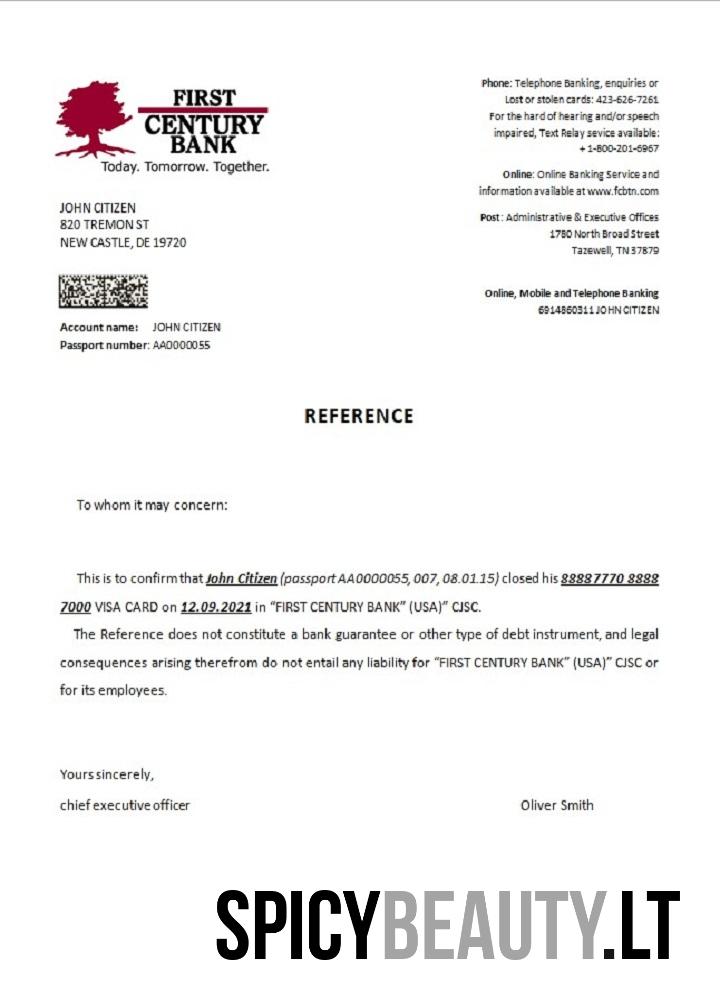 FIRST
CENTURY
BANK
Today. Tomorrow. Together.
Phone: Telephone Banking, enquiries or
Lost or stolen cards: 423-626-7261
For the hard of hearing and/or speech
impaired, Text Relay sevice available:
+ 1-800-201-6967
Online: Online Banking Service and
information available at www.fcbtn.com
Post: Administrative & Executive Offices
1780 North Broad Street
Tazewell, TN 37879
Online, Mobile and Telephone Banking
6914860311 JOHN CITIZEN
JOHN CITIZEN
820 TREMON ST
NEW CASTLE, DE 19720
Account name: JOHN CITIZEN
Passport number: AA0000055
REFERENCE
To whom it may concern:
This is to confirm that John Citizen (passport AA0000055, 007, 08.01.15) closed his 8888 7770 8888
7000 VISA CARD on 12.09.2021 in “FIRST CENTURY BANK” (USA)” CJSC.
The Reference does not constitute a bank guarantee or other type of debt instrument, and legal
consequences arising therefrom do not entail any liability for “FIRST CENTURY BANK” (USA)” CJSC or
for its employees.
Yours sincerely,
chief executive officer Oliver Smith
SPICYBEAUTY.LT